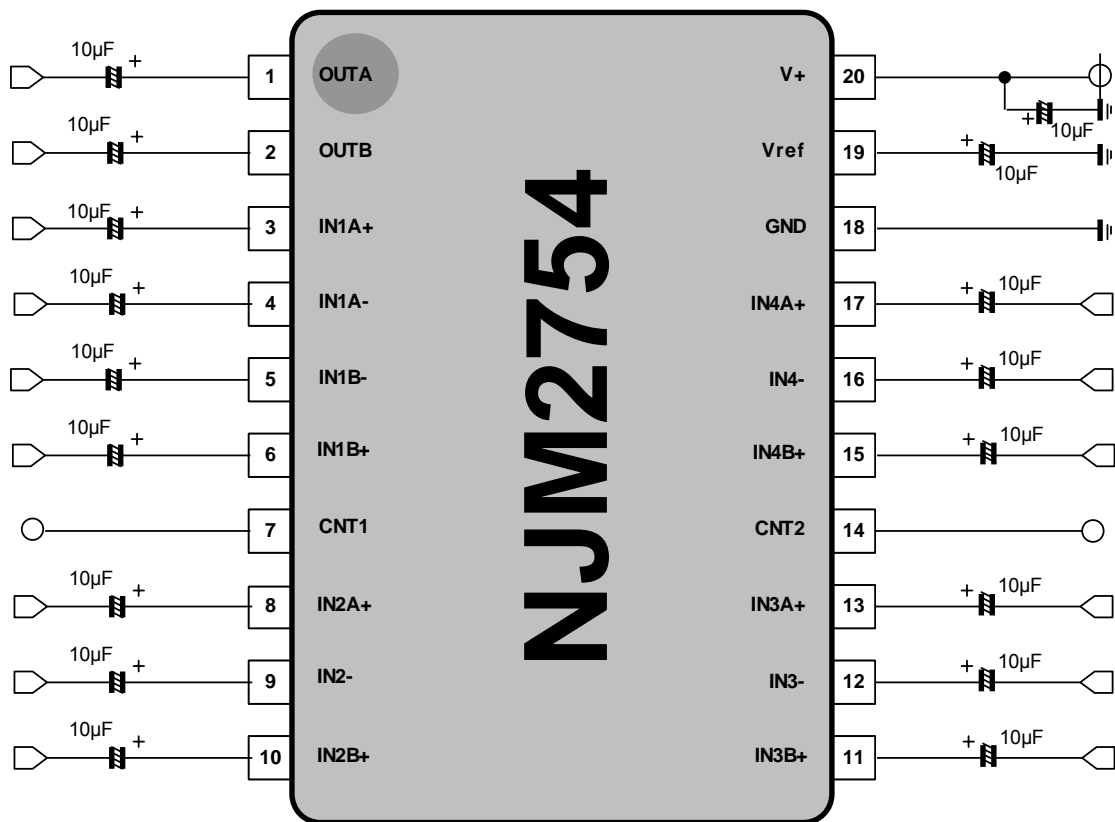 10µF +
1 OUTA
V+ 20
+ 10µF
10µF +
2 OUTB
Vref 19
+ 10µF
10µF +
3 IN1A+
GND 18
10µF +
4 IN1A-
IN4A+ 17
+ 10µF
10µF +
5 IN1B-
IN4- 16
+ 10µF
10µF +
6 IN1B+
IN4B+ 15
+ 10µF
7 CNT1
CNT2 14
10µF +
8 IN2A+
IN3A+ 13
+ 10µF
10µF +
9 IN2-
IN3- 12
+ 10µF
10µF +
10 IN2B+
IN3B+ 11
+ 10µF
NJM2754